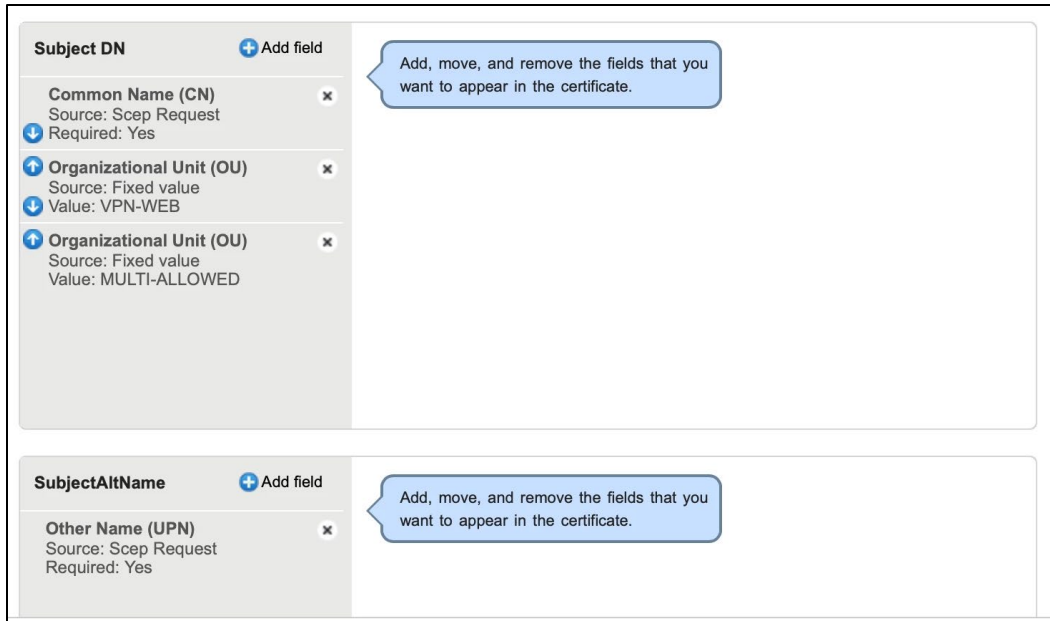 Subject DN
Add field
Common Name (CN)
Source: Scep Request
Required: Yes
Organizational Unit (OU)
Source: Fixed value
Value: VPN-WEB
Organizational Unit (OU)
Source: Fixed value
Value: MULTI-ALLOWED
Add, move, and remove the fields that you
want to appear in the certificate.
SubjectAltName
Add field
Other Name (UPN)
Source: Scep Request
Required: Yes
Add, move, and remove the fields that you
want to appear in the certificate.